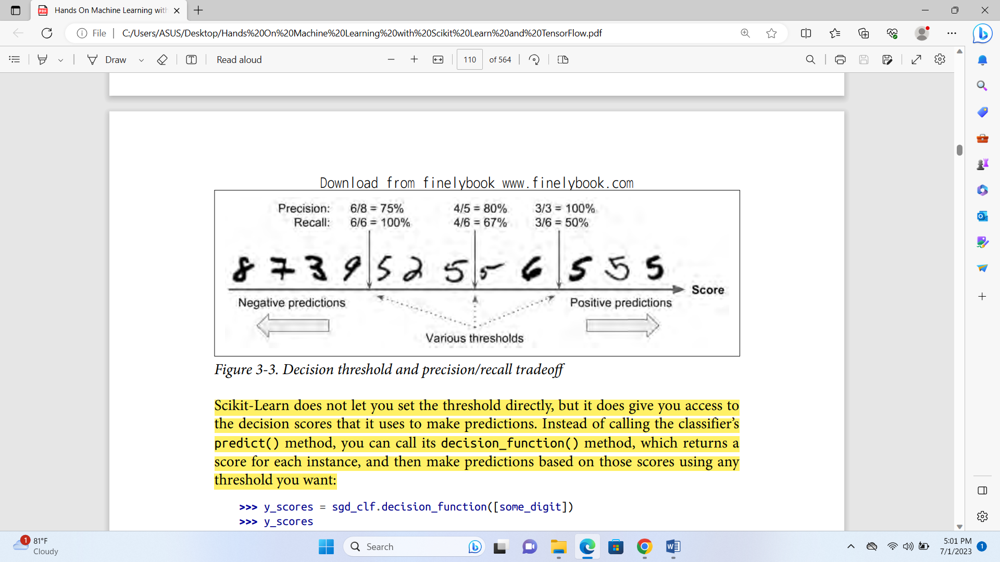 Hands On Machine Learning with
File
C:/Users/ASUS/Desktop/Hands%20On%20Machine%20Learning%20with%20Scikit%20Learn%20and%20TensorFlow.pdf
Draw
Read aloud
110 of 564
Download from finelybook www.finelybook.com
Precision: 6/8 = 75% 4/5 = 80% 3/3 = 100%
Recall: 6/6 = 100% 4/6 = 67% 3/6 = 50%
8 7 3 9 5 2 5 5 6 5 5 5
Score
Negative predictions Positive predictions
Various thresholds
Figure 3-3. Decision threshold and precision/recall tradeoff
Scikit-Learn does not let you set the threshold directly, but it does give you access to
the decision scores that it uses to make predictions. Instead of calling the classifier’s
predict() method, you can call its decision_function() method, which returns a
score for each instance, and then make predictions based on those scores using any
threshold you want:
>>> y_scores = sgd_clf.decision_function([some_digit])
>>> y_scores
1
81°F
Cloudy
Search
5:01 PM
7/1/2023
1